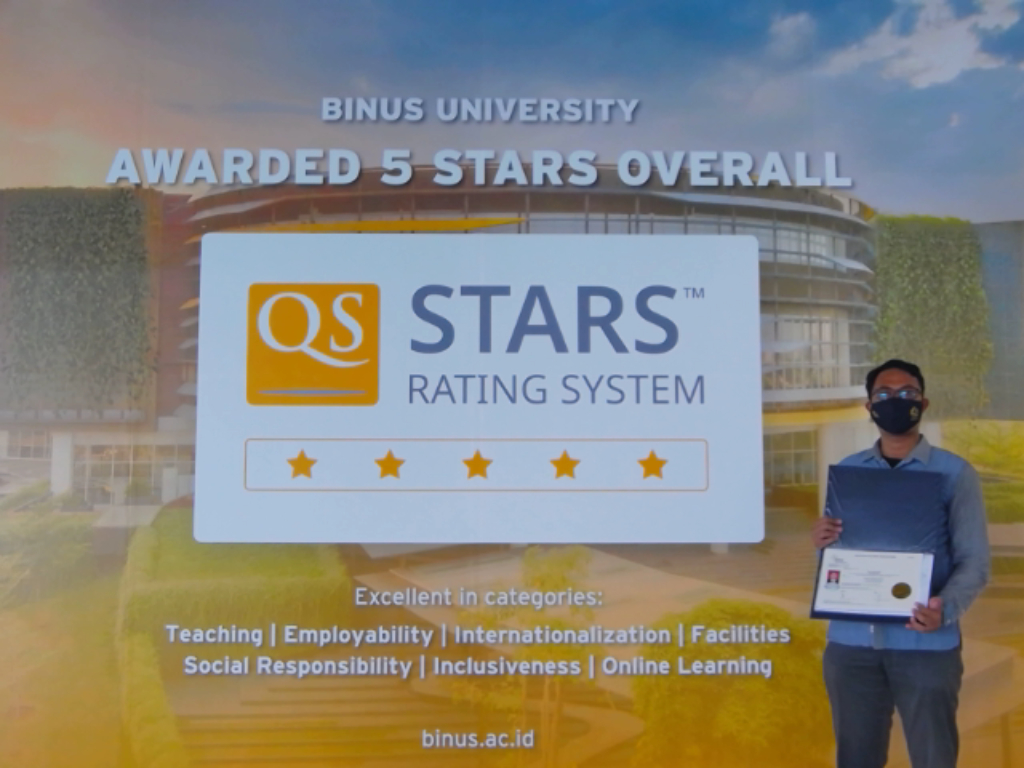 BINUS UNIVERSITY
AWARDED 5 STARS OVERALL
QS
STARS™
RATING SYSTEM
Excellent in categories:
Teaching | Employability | Internationalization | Facilities
Social Responsibility | Inclusiveness | Online Learning
binus.ac.id